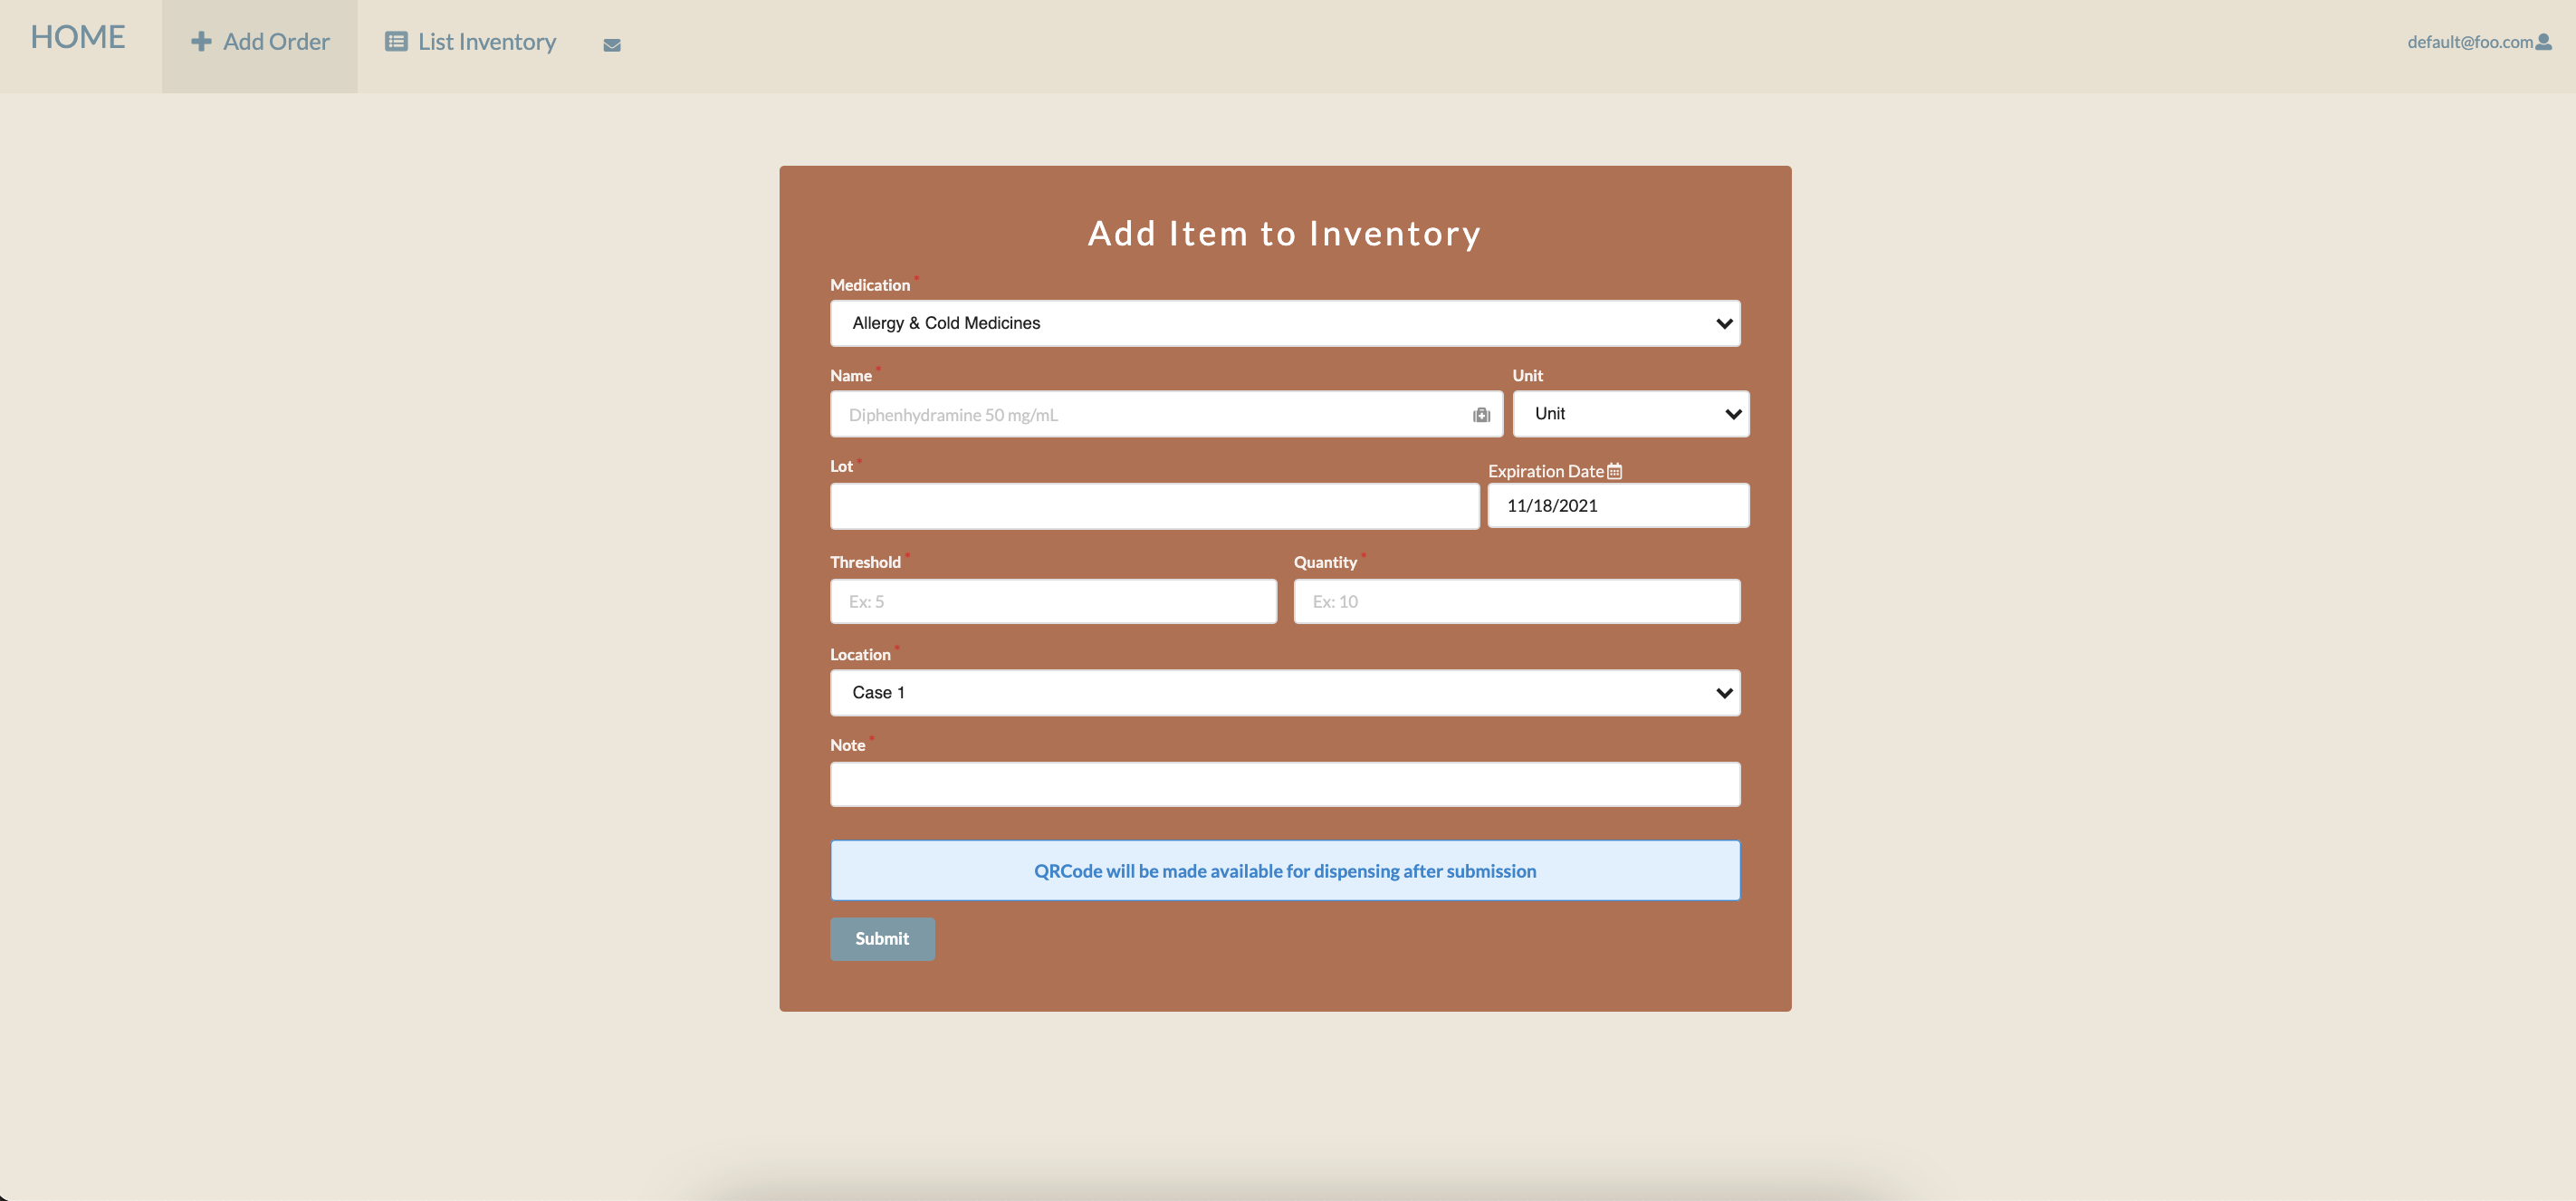 HOME Add Order List Inventory default@foo.com
Add Item to Inventory
Medication *
Allergy & Cold Medicines
Name * Unit
Diphenhydramine 50 mg/mL Unit
Lot * Expiration Date
11/18/2021
Threshold * Quantity *
Ex: 5 Ex: 10
Location *
Case 1
Note *
QRCode will be made available for dispensing after submission
Submit